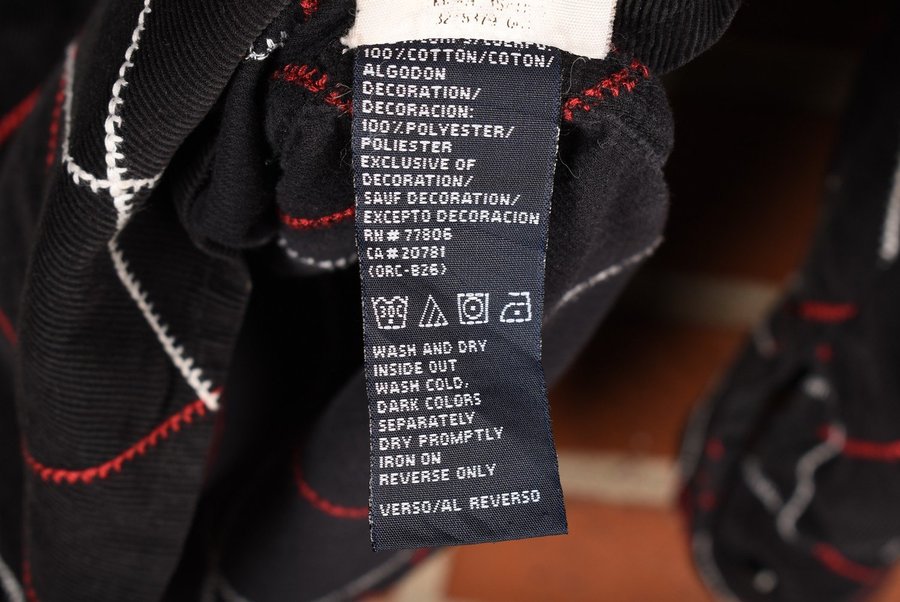 100%COTTON/COTON/
ALGODON
DECORATION/
DECORACION:
100%POLYESTER/
POLIESTER
EXCLUSIVE OF
DECORATION/
SAUF DECORATION/
EXCEPTO DECORACION
RN# 77806
CA# 20781
(ORC-826)
30C
WASH AND DRY
INSIDE OUT
WASH COLD,
DARK COLORS
SEPARATELY
DRY PROMPTLY
IRON ON
REVERSE ONLY
VERSO/AL REVERSO